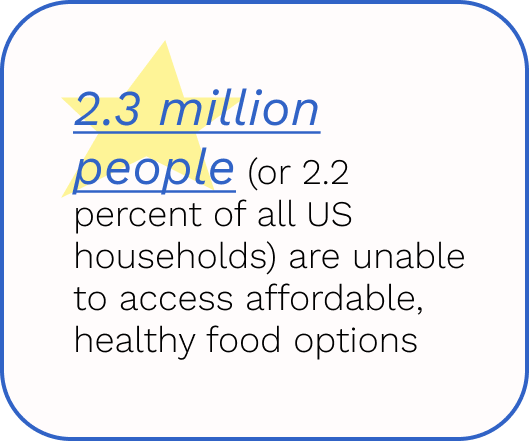 2.3 million
people (or 2.2
percent of all US
households) are unable
to access affordable,
healthy food options